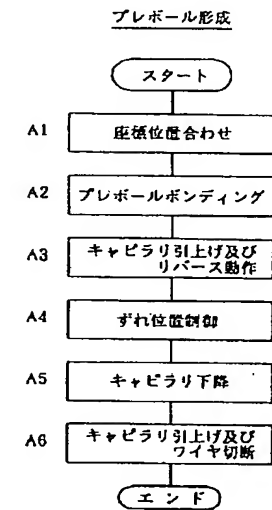 プレボール形成
スタート
A1 座標位置合わせ
A2 プレボールボンディング
A3 キャピラリ引上げ及び
リバース動作
A4 ずれ位置制御
A5 キャピラリ下降
A6 キャピラリ引上げ及び
ワイヤ切断
エンド